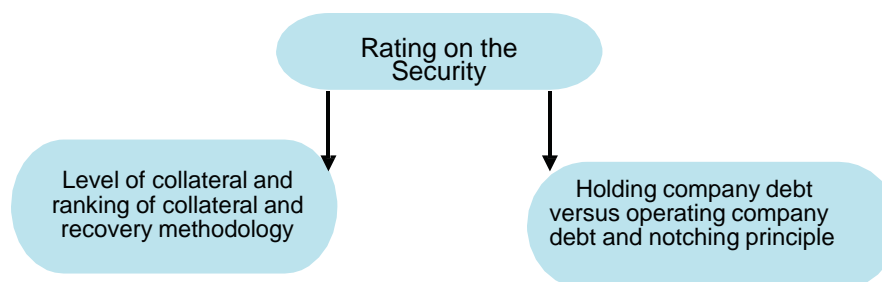 Rating on the
Security
Level of collateral and
ranking of collateral and
recovery methodology
Holding company debt
versus operating company
debt and notching principle